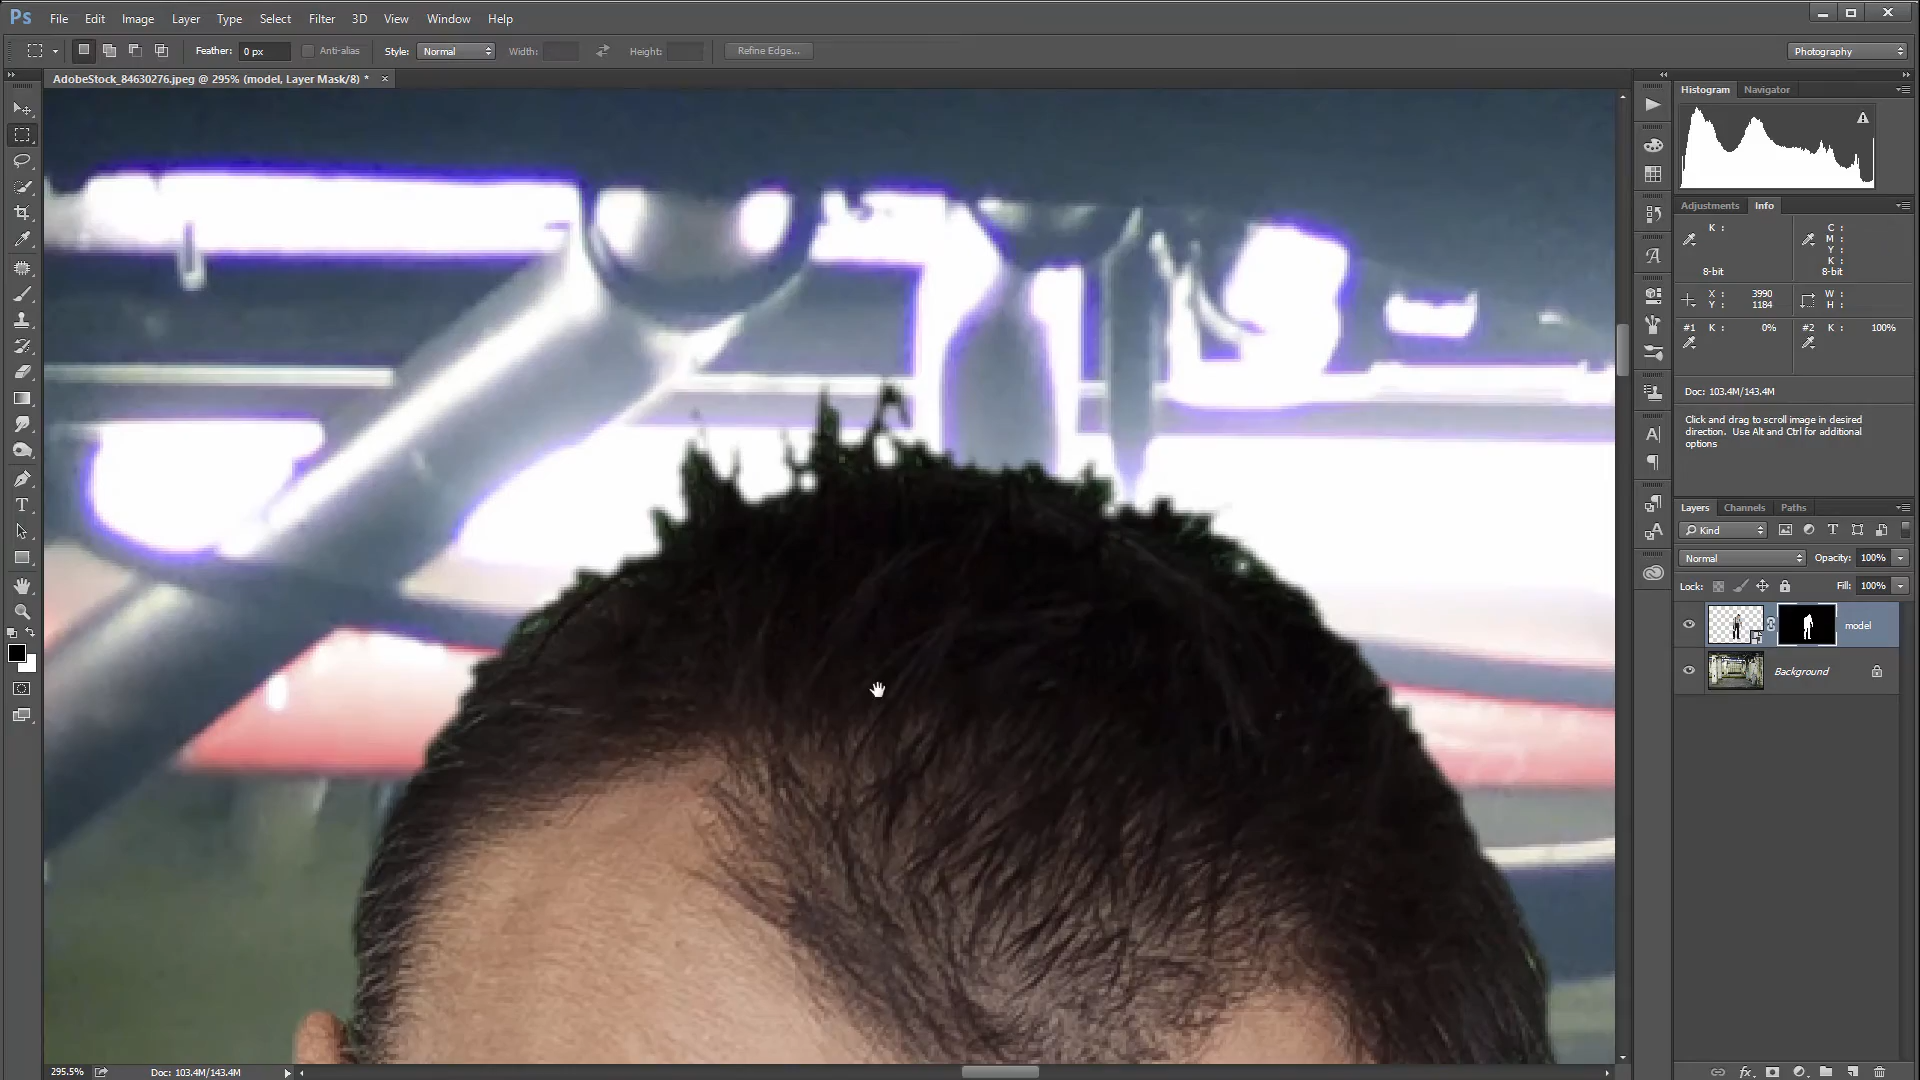 Ps File Edit Image Layer Type Select Filter 3D View Window Help
Feather: 0 px Anti-alias Style: Normal Width: Height: Refine Edge... Photography
AdobeStock_84630276.jpeg @ 295% (model, Layer Mask/8) * ×
Histogram Navigator
Adjustments Info
K : C :
M :
Y :
K :
8-bit 8-bit
X : 3990 W :
Y : 1184 H :
#1 K : 0% #2 K : 100%
Doc: 103.4M/143.4M
Click and drag to scroll image in desired
direction. Use Alt and Ctrl for additional
options
Layers Channels Paths
Kind
Normal Opacity: 100%
Lock: Fill: 100%
model
Background
295.5% Doc: 103.4M/143.4M